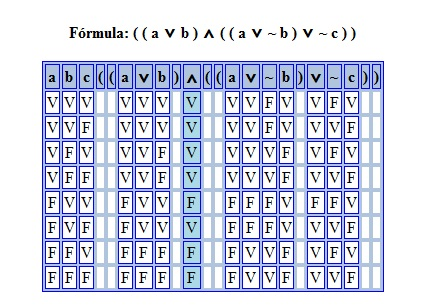 Fórmula: ( ( a ∨ b ) ∧ ( ( a ∨ ~ b ) ∨ ~ c ) )
a b c ( ( a ∨ b ) ∧ ( ( a ∨ ~ b ) ∨ ~ c ) )
V V V V V V V V V F V V F V
V V F V V V V V V F V V V F
V F V V V F V V V V F V F V
V F F V V F V V V V F V V F
F V V F V V F F F F V F F V
F V F F V V V F F F V V V F
F F V F F F F F V V F V F V
F F F F F F F F V V F V V F